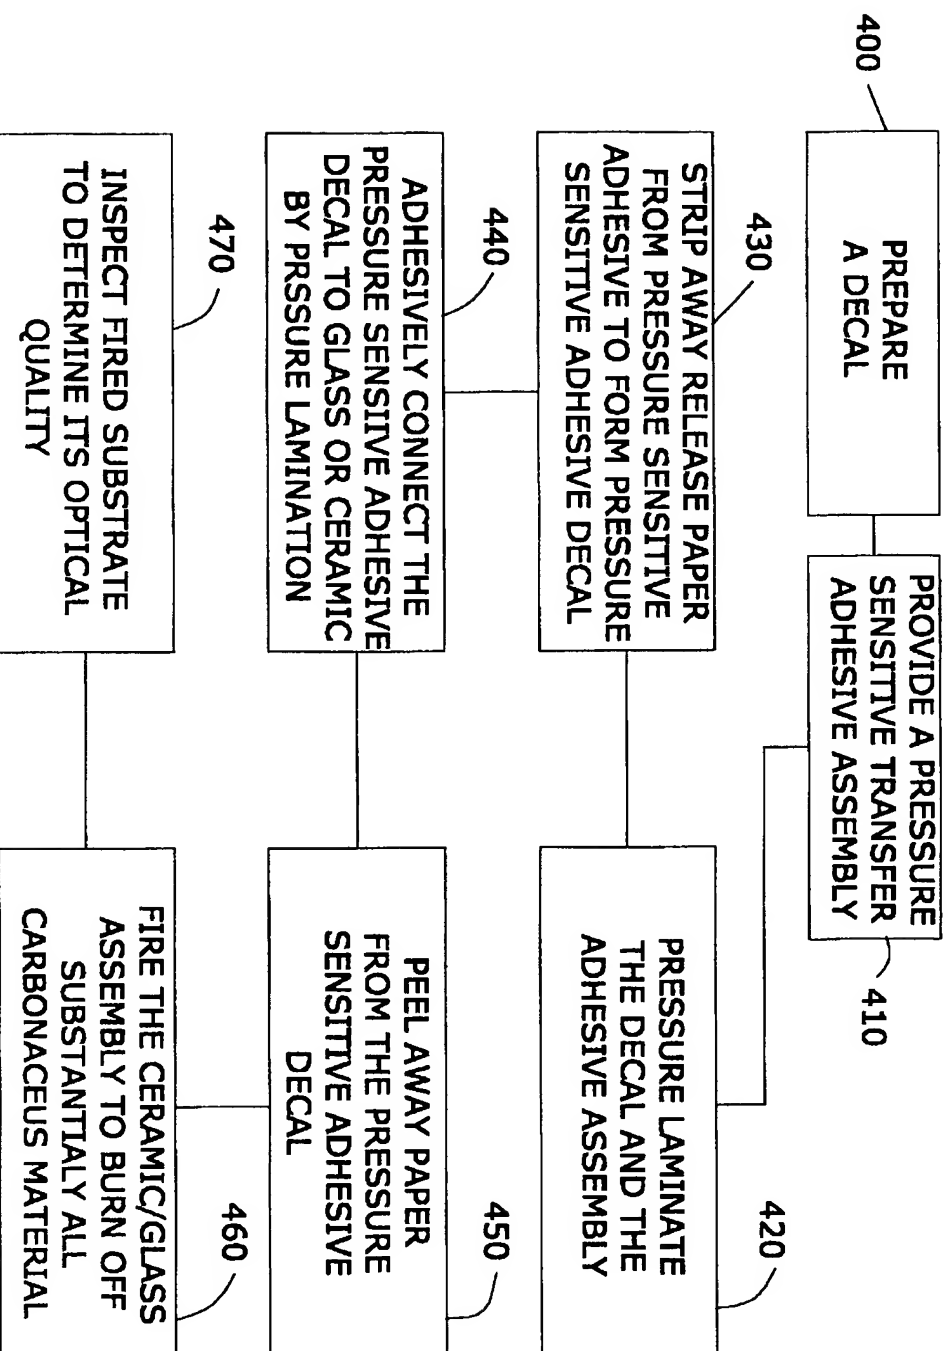 400
PREPARE
A DECAL
PROVIDE A PRESSURE
SENSITIVE TRANSFER
ADHESIVE ASSEMBLY
410
420
PRESSURE LAMINATE
THE DECAL AND THE
ADHESIVE ASSEMBLY
430
STRIP AWAY RELEASE PAPER
FROM PRESSURE SENSITIVE
ADHESIVE TO FORM PRESSURE
SENSITIVE ADHESIVE DECAL
440
ADHESIVELY CONNECT THE
PRESSURE SENSIIVE ADHESIVE
DECAL TO GLASS OR CERAMIC
BY PRSSURE LAMINATION
450
PEEL AWAY PAPER
FROM THE PRESSURE
SENSITIVE ADHESIVE
DECAL
460
FIRE THE CERAMIC/GLASS
ASSEMBLY TO BURN OFF
SUBSTANTIALY ALL
CARBONACEUS MATERIAL
470
INSPECT FIRED SUBSTRATE
TO DETERMINE ITS OPTICAL
QUALITY